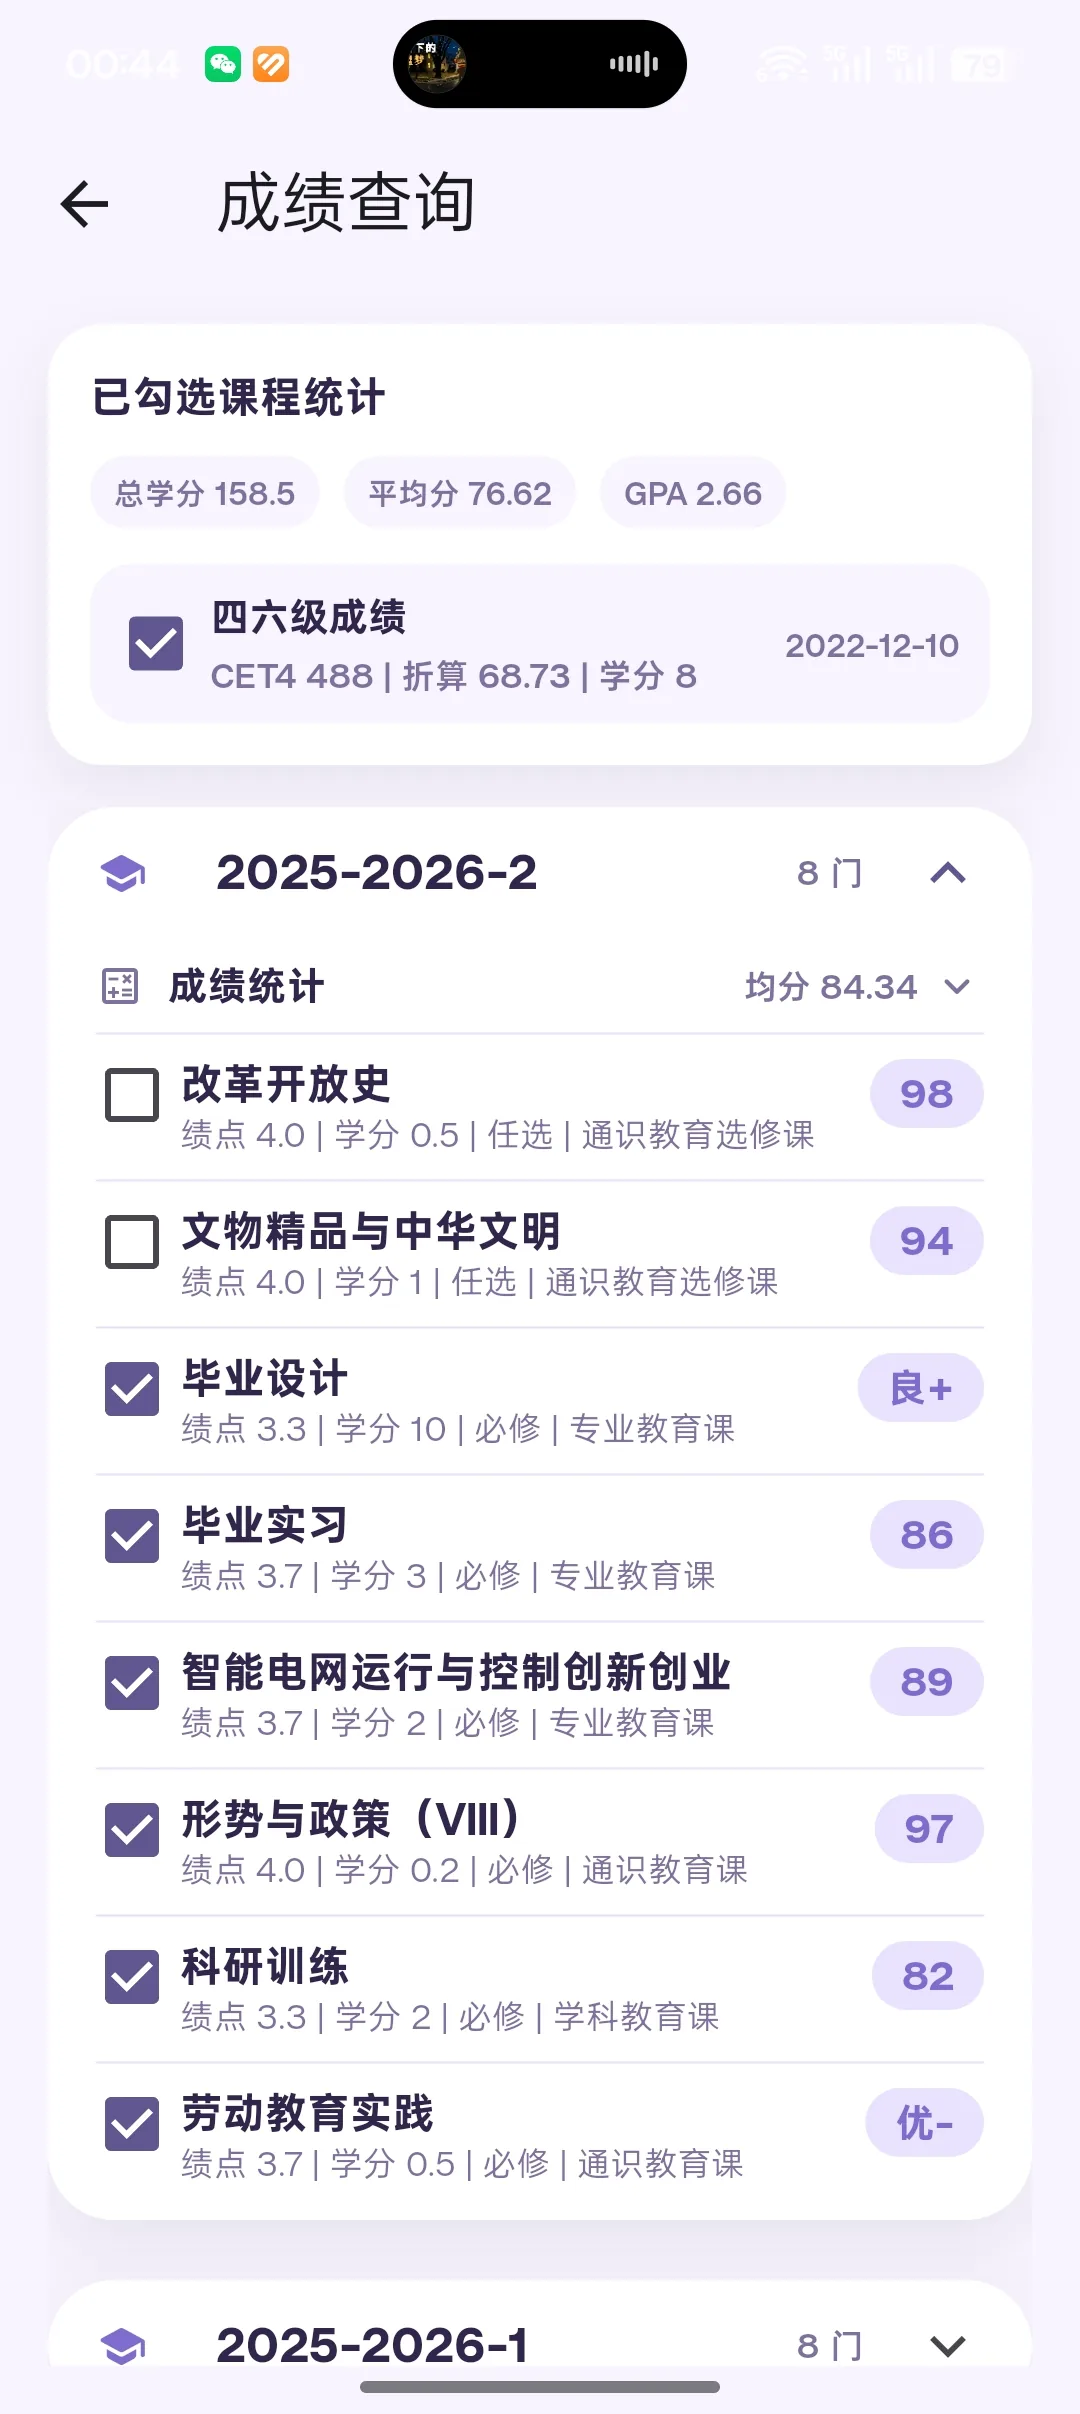 00:44
下的
5G 5G 79
成绩查询
已勾选课程统计
总学分 158.5 平均分 76.62 GPA 2.66
四六级成绩
CET4 488 | 折算 68.73 | 学分 8
2022-12-10
2025-2026-2 8 门
成绩统计 均分 84.34
改革开放史 98
绩点 4.0 | 学分 0.5 | 任选 | 通识教育选修课
文物精品与中华文明 94
绩点 4.0 | 学分 1 | 任选 | 通识教育选修课
毕业设计 良+
绩点 3.3 | 学分 10 | 必修 | 专业教育课
毕业实习 86
绩点 3.7 | 学分 3 | 必修 | 专业教育课
智能电网运行与控制创新创业 89
绩点 3.7 | 学分 2 | 必修 | 专业教育课
形势与政策（VIII） 97
绩点 4.0 | 学分 0.2 | 必修 | 通识教育课
科研训练 82
绩点 3.3 | 学分 2 | 必修 | 学科教育课
劳动教育实践 优-
绩点 3.7 | 学分 0.5 | 必修 | 通识教育课
2025-2026-1 8 门